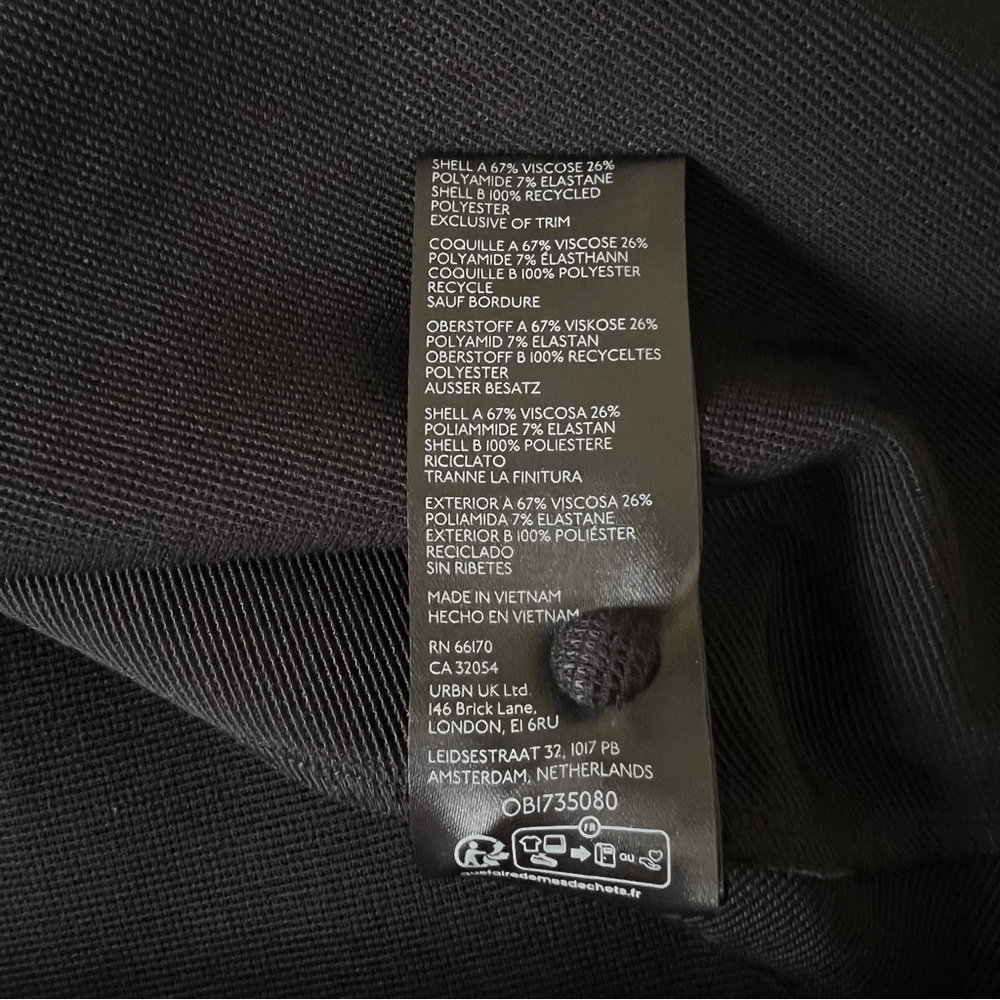 SHELL A 67% VISCOSE 26%
POLYAMIDE 7% ELASTANE
SHELL B 100% RECYCLED
POLYESTER
EXCLUSIVE OF TRIM
COQUILLE A 67% VISCOSE 26%
POLYAMIDE 7% ÉLASTHANN
COQUILLE B 100% POLYESTER
RECYCLE
SAUF BORDURE
OBERSTOFF A 67% VISKOSE 26%
POLYAMID 7% ELASTAN
OBERSTOFF B 100% RECYCELTES
POLYESTER
AUSSER BESATZ
SHELL A 67% VISCOSA 26%
POLIAMMIDE 7% ELASTAN
SHELL B 100% POLIESTERE
RICICLATO
TRANNE LA FINITURA
EXTERIOR A 67% VISCOSA 26%
POLIAMIDA 7% ELASTANE
EXTERIOR B 100% POLIÉSTER
RECICLADO
SIN RIBETES
MADE IN VIETNAM
HECHO EN VIETNAM
RN 66170
CA 32054
URBN UK Ltd.
146 Brick Lane,
LONDON, E1 6RU
LEIDSESTRAAT 32, 1017 PB
AMSTERDAM, NETHERLANDS
OB1735080
FR
OU
quefairedemesdechets.fr